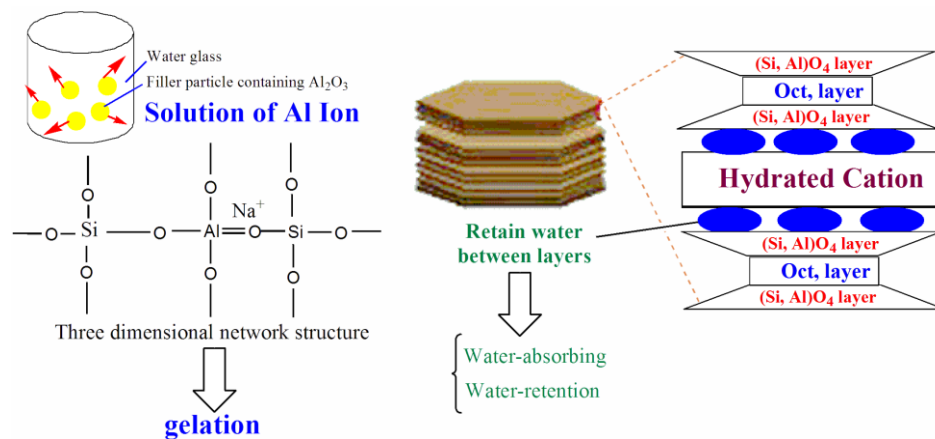 Water glass
Filler particle containing Al₂O₃
Solution of Al Ion
O O
O O Na⁺ O
Si O Al O Si O
O O O
Three dimensional network structure
gelation
Retain water
between layers
Water-absorbing
Water-retention
(Si, Al)O₄ layer
Oct, layer
(Si, Al)O₄ layer
Hydrated Cation
(Si, Al)O₄ layer
Oct, layer
(Si, Al)O₄ layer